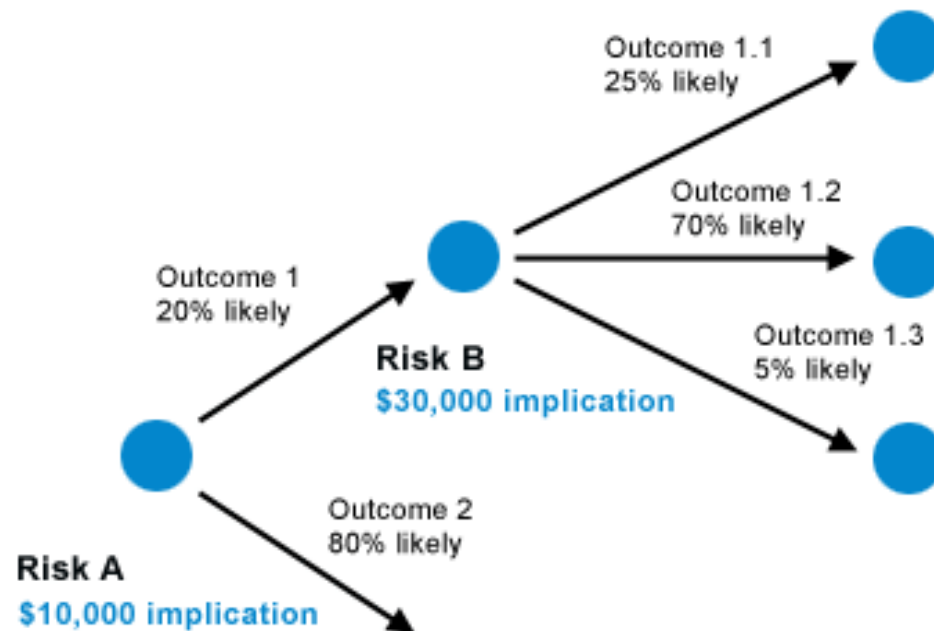 Outcome 1.1
25% likely
Outcome 1.2
70% likely
Outcome 1
20% likely
Outcome 1.3
5% likely
Risk B
$30,000 implication
Outcome 2
80% likely
Risk A
$10,000 implication